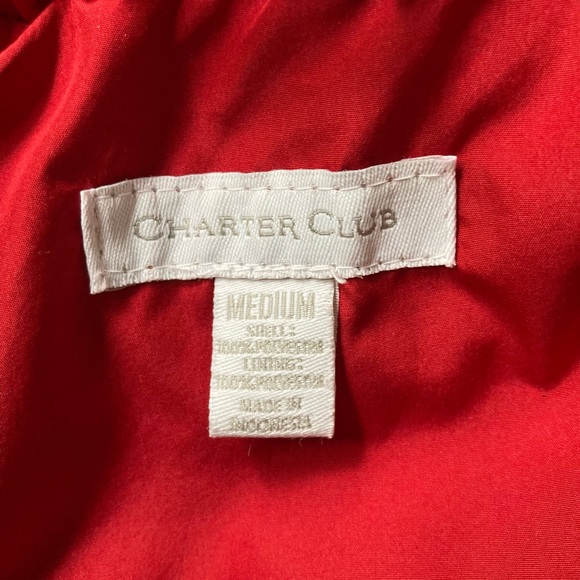 CHARTER CLUB
MEDIUM
SHELL:
100% POLYESTER
LINING:
100% POLYESTER
MADE IN
INDONESIA